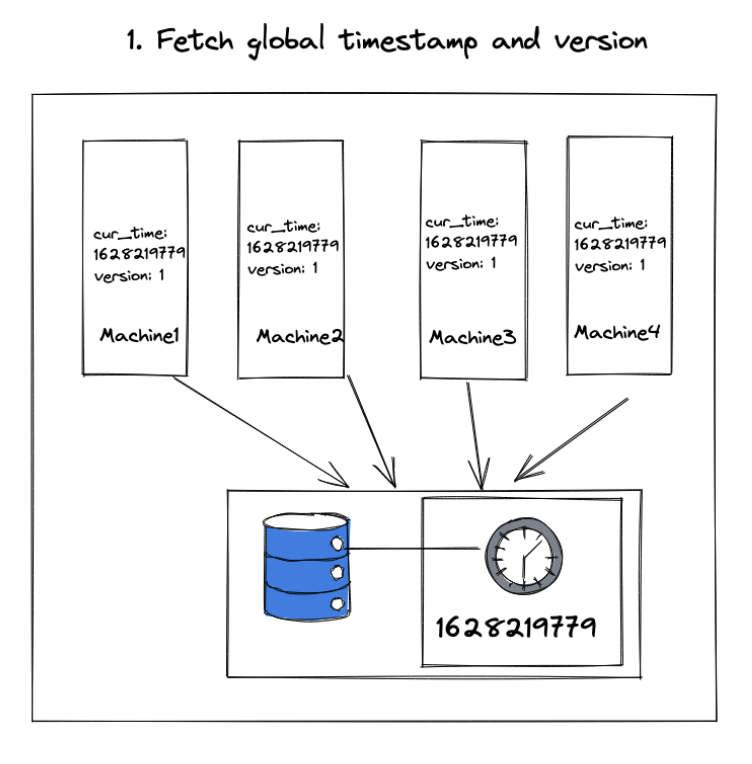 1. Fetch global timestamp and version
cur_time:
1628219779
version: 1
Machine1
cur_time:
1628219779
version: 1
Machine2
cur_time:
1628219779
version: 1
Machine3
cur_time:
1628219779
version: 1
Machine4
1628219779